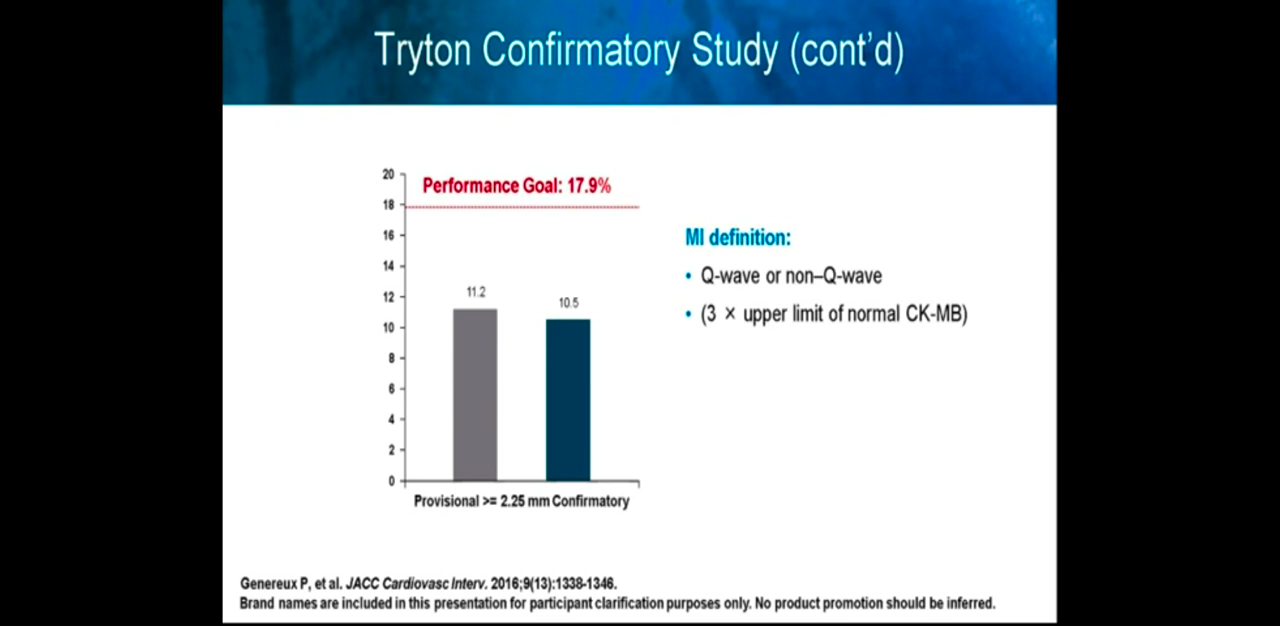 Tryton Confirmatory Study (cont'd)
20
Performance Goal: 17.9%
18
16
14
12
10
8
6
4
2
0
11.2
10.5
Provisional >= 2.25 mm Confirmatory
MI definition:
• Q-wave or non–Q-wave
• (3 × upper limit of normal CK-MB)
Genereux P, et al. JACC Cardiovasc Interv. 2016;9(13):1338-1346.
Brand names are included in this presentation for participant clarification purposes only. No product promotion should be inferred.